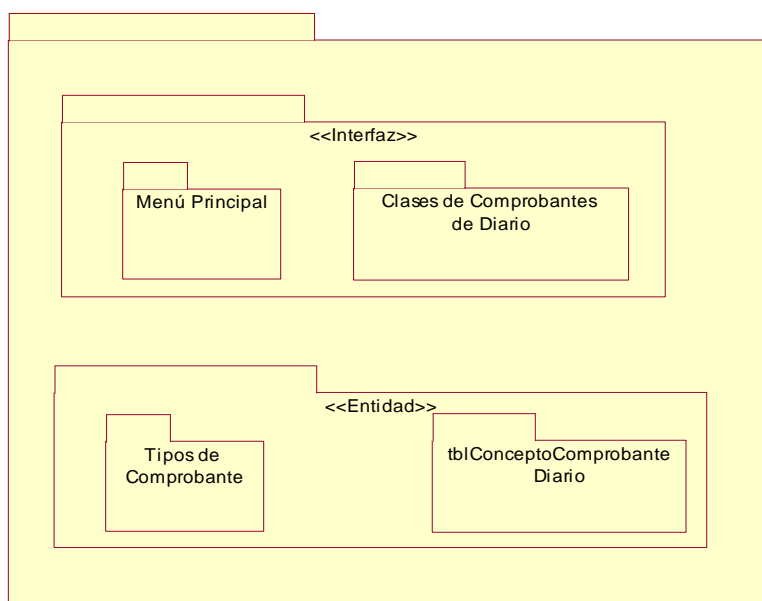 <<Interfaz>>
Menú Principal
Clases de Comprobantes
de Diario
<<Entidad>>
Tipos de
Comprobante
tblConceptoComprobante
Diario